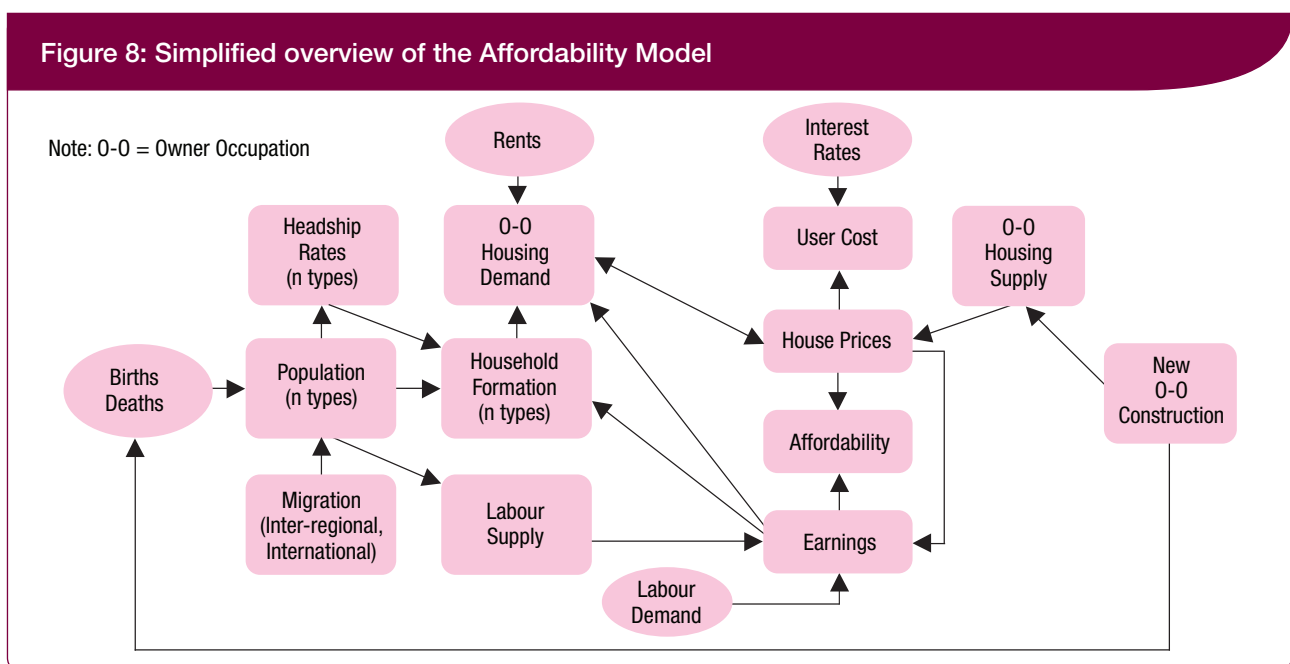 Figure 8: Simplified overview of the Affordability Model
Note: 0-0 = Owner Occupation
Rents
Interest
Rates
Headship
Rates
(n types)
0-0
Housing
Demand
User Cost
0-0
Housing
Supply
Births
Deaths
Population
(n types)
Household
Formation
(n types)
House Prices
New
0-0
Construction
Affordability
Migration
(Inter-regional,
International)
Labour
Supply
Earnings
Labour
Demand